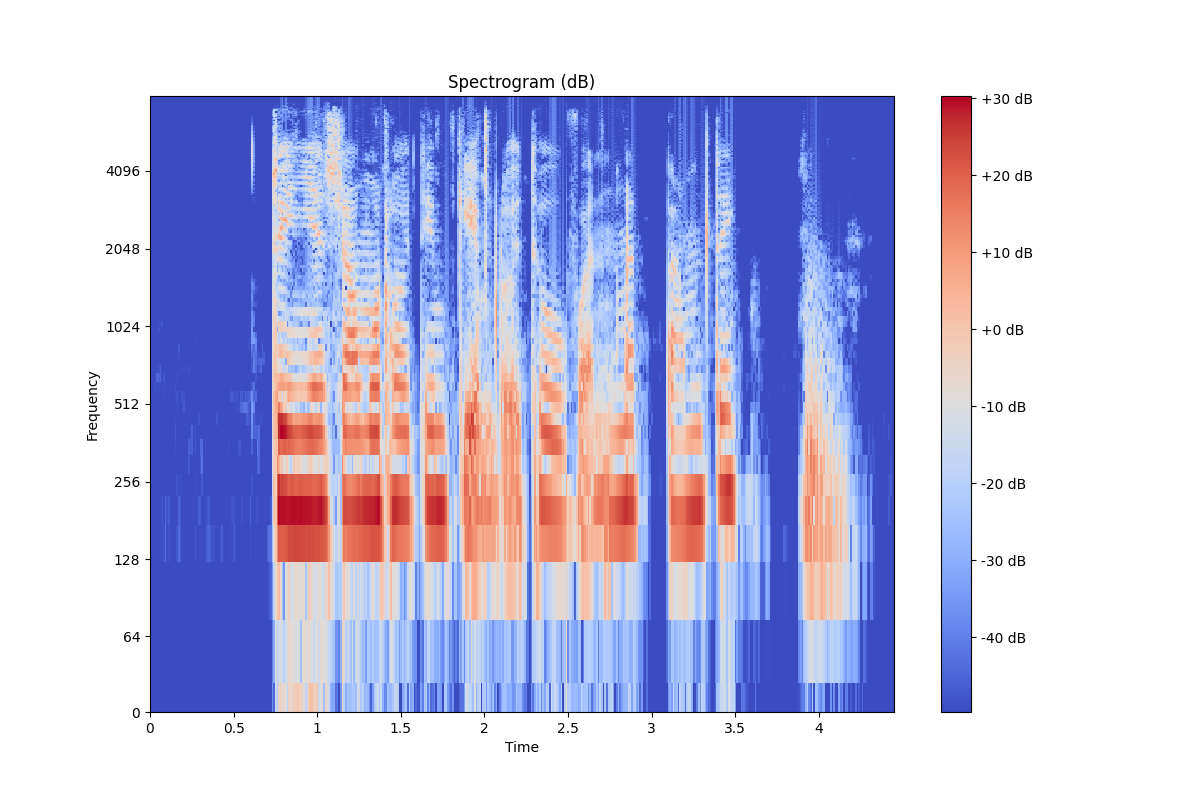 Spectrogram (dB)
Frequency
4096
2048
1024
512
256
128
64
0
0 0.5 1 1.5 2 2.5 3 3.5 4
Time
+30 dB
+20 dB
+10 dB
+0 dB
-10 dB
-20 dB
-30 dB
-40 dB